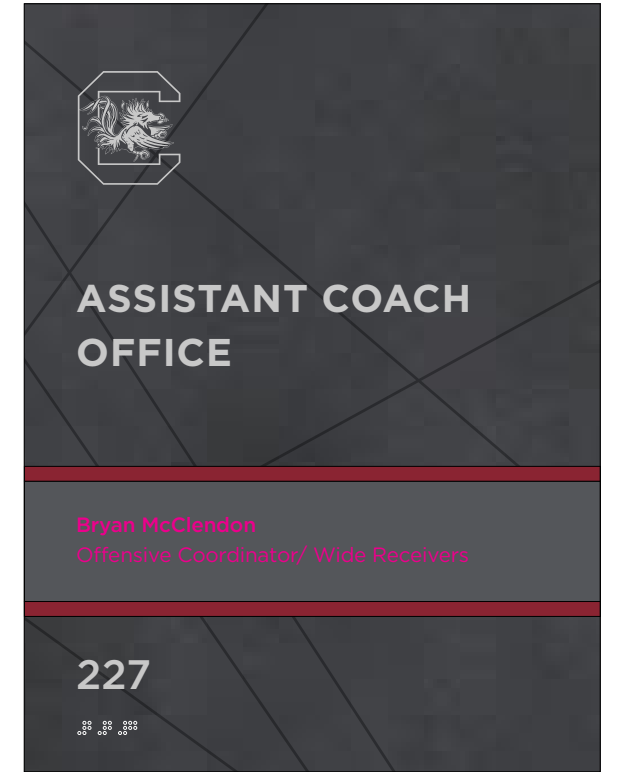 ASSISTANT COACH
OFFICE
Bryan McClendon
Offensive Coordinator/ Wide Receivers
227